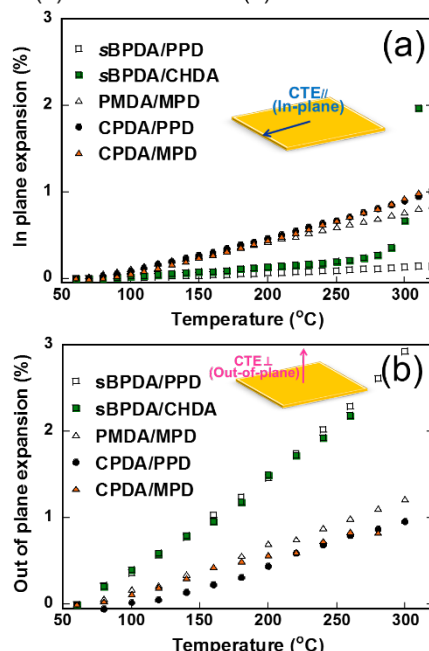 (a)
sBPDA/PPD
sBPDA/CHDA
PMDA/MPD
CPDA/PPD
CPDA/MPD
CTE//
(In-plane)
In plane expansion (%)
3
2
1
0
50 100 150 200 250 300
Temperature (°C)
(b)
CTE⊥
(Out-of-plane)
sBPDA/PPD
sBPDA/CHDA
PMDA/MPD
CPDA/PPD
CPDA/MPD
Out of plane expansion (%)
3
2
1
0
50 100 150 200 250 300
Temperature (°C)